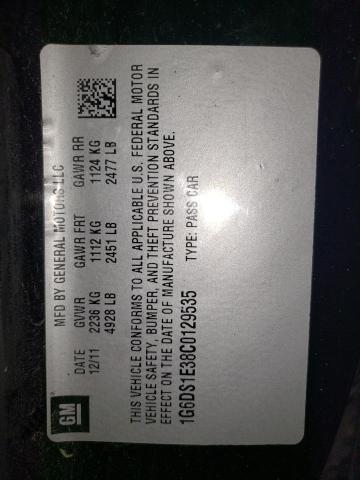 GM
MFD BY GENERAL MOTORS LLC
DATE GVWR GAWR FRT GAWR RR
12/11 2236 KG 1112 KG 1124 KG
4928 LB 2451 LB 2477 LB
THIS VEHICLE CONFORMS TO ALL APPLICABLE U.S. FEDERAL MOTOR
VEHICLE SAFETY, BUMPER, AND THEFT PREVENTION STANDARDS IN
EFFECT ON THE DATE OF MANUFACTURE SHOWN ABOVE.
1G6DS1E38C0129535 TYPE: PASS CAR